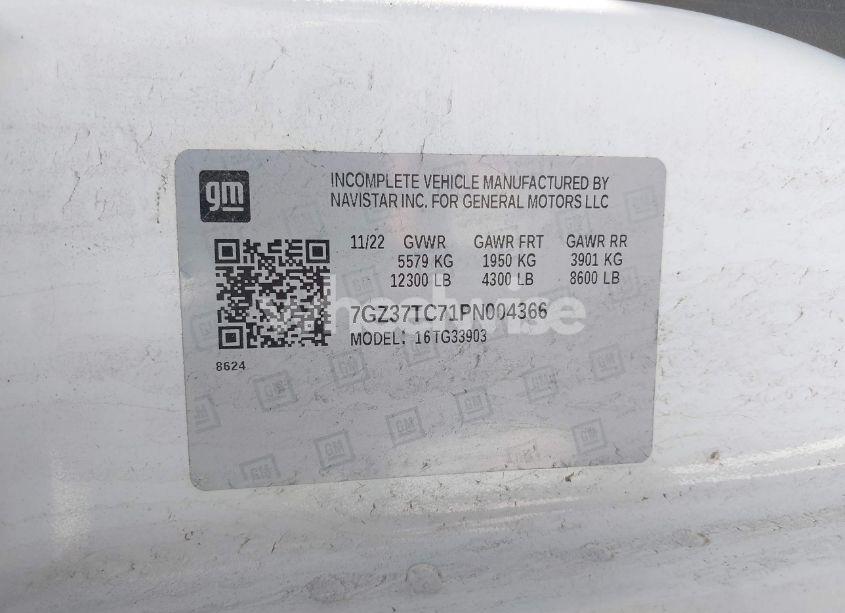 gm
INCOMPLETE VEHICLE MANUFACTURED BY
NAVISTAR INC. FOR GENERAL MOTORS LLC
11/22 GVWR GAWR FRT GAWR RR
5579 KG 1950 KG 3901 KG
12300 LB 4300 LB 8600 LB
7GZ37TC71PN004366
MODEL: 16TG33903
8624